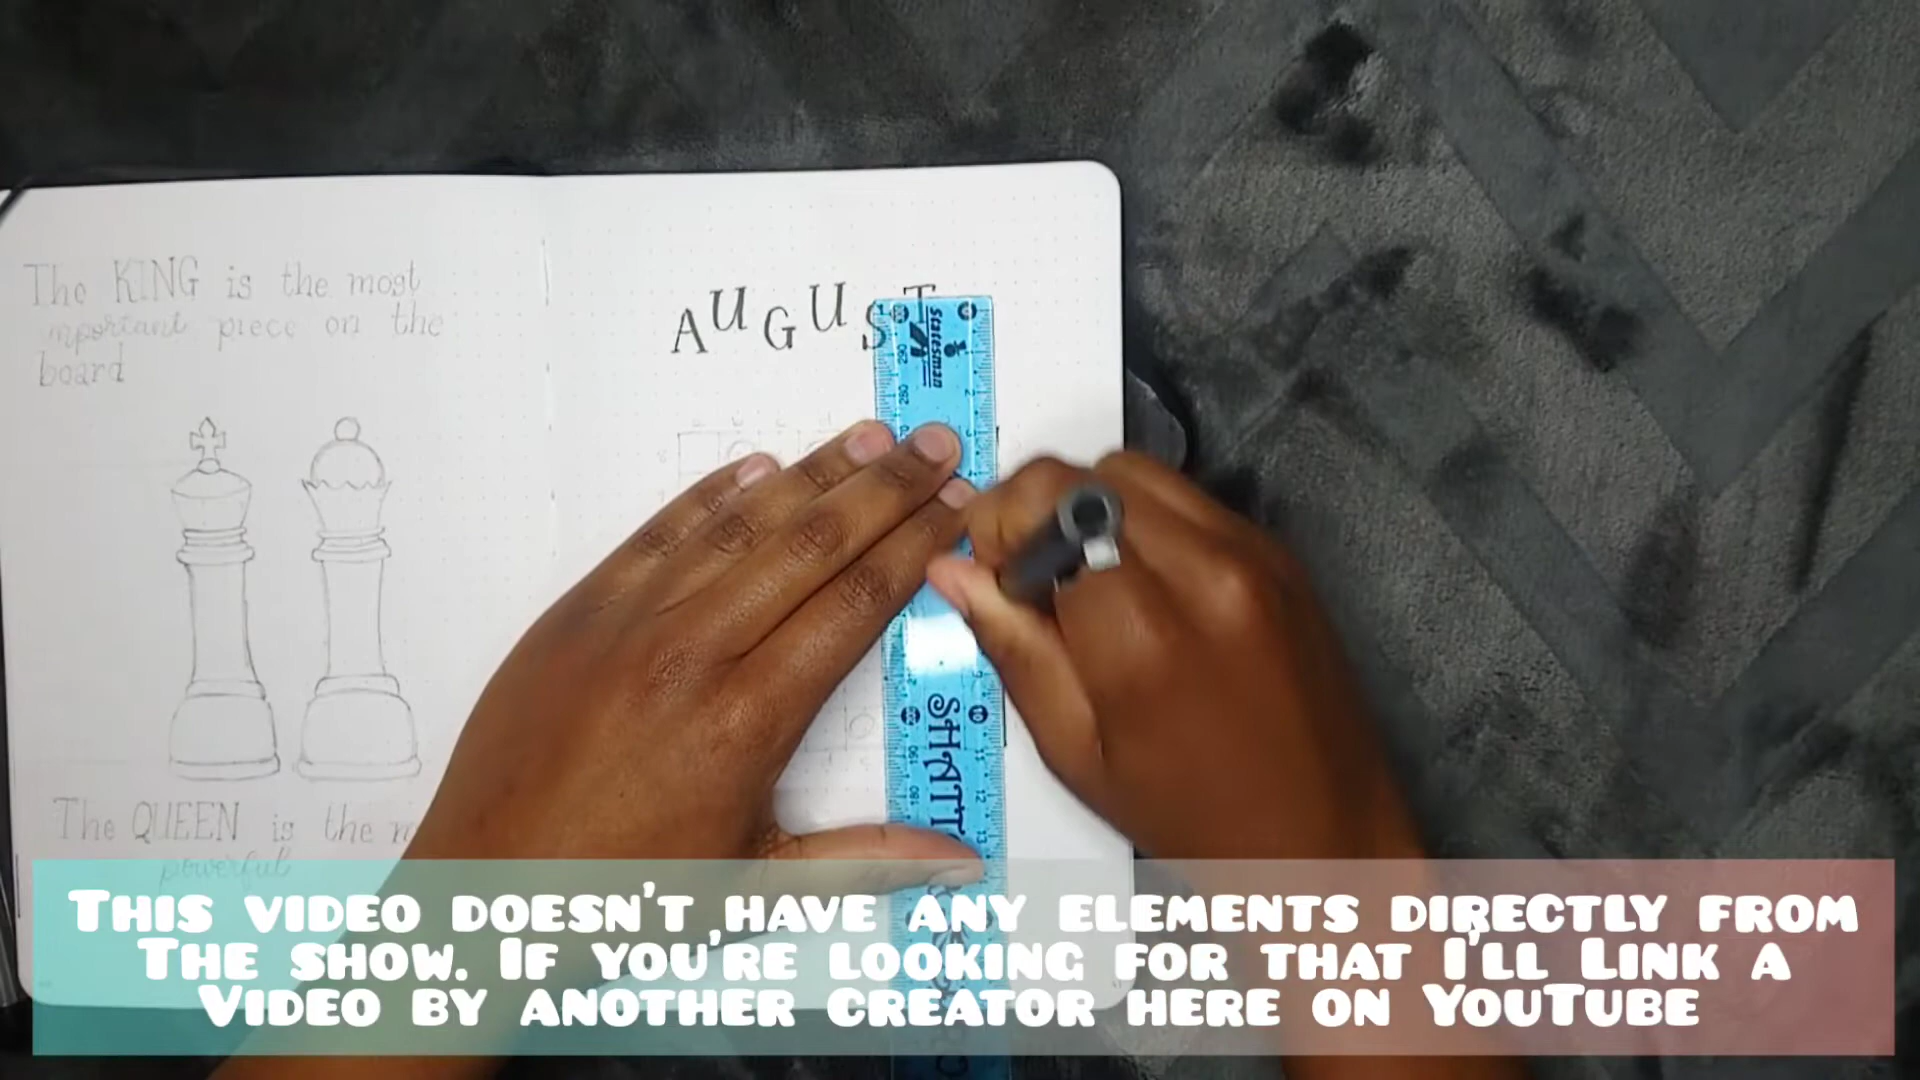 The KING is the most
important piece on the
board
AUGUST
Statesman
SHATT
The QUEEN is the
powerful
THIS VIDEO DOESN'T HAVE ANY ELEMENTS DIRECTLY FROM
THE SHOW. IF YOU'RE LOOKING FOR THAT I'LL LINK A
VIDEO BY ANOTHER CREATOR HERE ON YOUTUBE